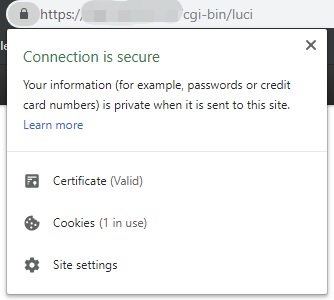 https:// cgi-bin/luci
Connection is secure
Your information (for example, passwords or credit
card numbers) is private when it is sent to this site.
Learn more
Certificate (Valid)
Cookies (1 in use)
Site settings